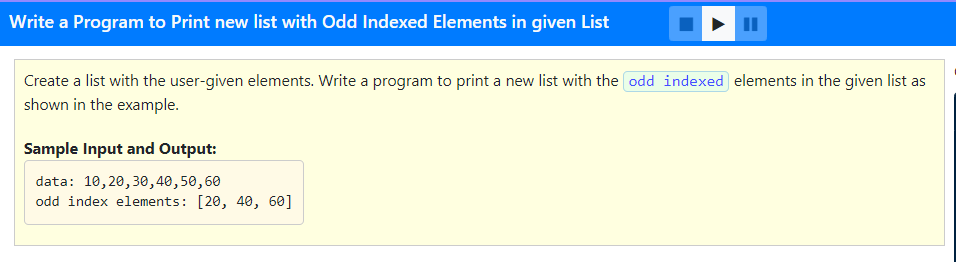 Write a Program to Print new list with Odd Indexed Elements in given List
Create a list with the user-given elements. Write a program to print a new list with the odd indexed elements in the given list as
shown in the example.
Sample Input and Output:
data: 10,20,30,40,50,60
odd index elements: [20, 40, 60]